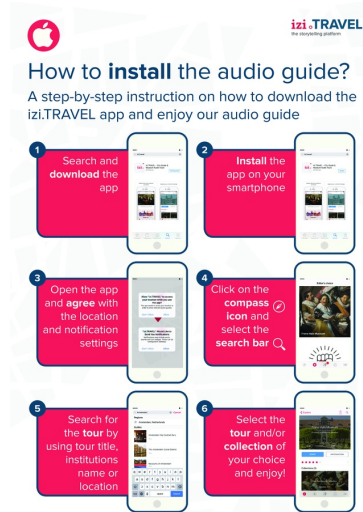 izi.TRAVEL
the storytelling platform
How to install the audio guide?
A step-by-step instruction on how to download the
izi.TRAVEL app and enjoy our audio guide
1
Search and
download the
app
2
Install the
app on your
smartphone
3
Open the app
and agree with
the location
and notification
settings
4
Click on the
compass
icon and
select the
search bar
5
Search for
the tour by
using tour title,
institutions
name or
location
6
Select the
tour and/or
collection of
your choice
and enjoy!